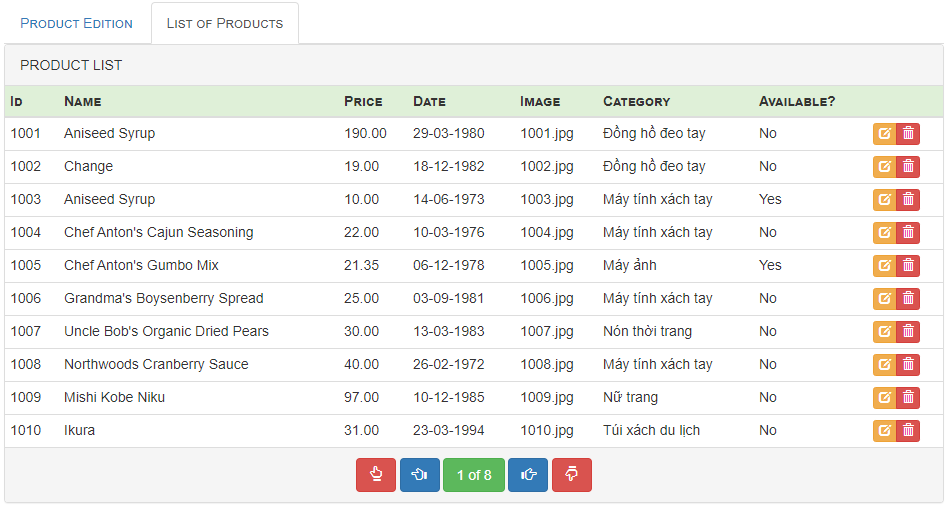 Product Edition List of Products
PRODUCT LIST
Id Name Price Date Image Category Available?
1001 Aniseed Syrup 190.00 29-03-1980 1001.jpg Đồng hồ đeo tay No
1002 Change 19.00 18-12-1982 1002.jpg Đồng hồ đeo tay No
1003 Aniseed Syrup 10.00 14-06-1973 1003.jpg Máy tính xách tay Yes
1004 Chef Anton's Cajun Seasoning 22.00 10-03-1976 1004.jpg Máy tính xách tay No
1005 Chef Anton's Gumbo Mix 21.35 06-12-1978 1005.jpg Máy ảnh Yes
1006 Grandma's Boysenberry Spread 25.00 03-09-1981 1006.jpg Máy tính xách tay No
1007 Uncle Bob's Organic Dried Pears 30.00 13-03-1983 1007.jpg Nón thời trang No
1008 Northwoods Cranberry Sauce 40.00 26-02-1972 1008.jpg Máy tính xách tay No
1009 Mishi Kobe Niku 97.00 10-12-1985 1009.jpg Nữ trang No
1010 Ikura 31.00 23-03-1994 1010.jpg Túi xách du lịch No
1 of 8